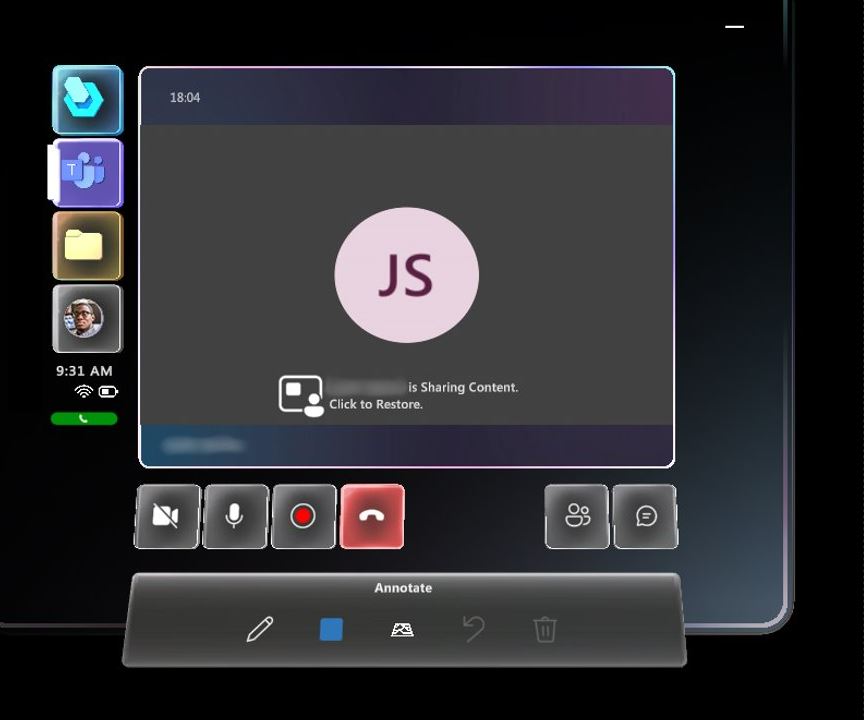 18:04
T
JS
is Sharing Content.
Click to Restore.
9:31 AM
Annotate